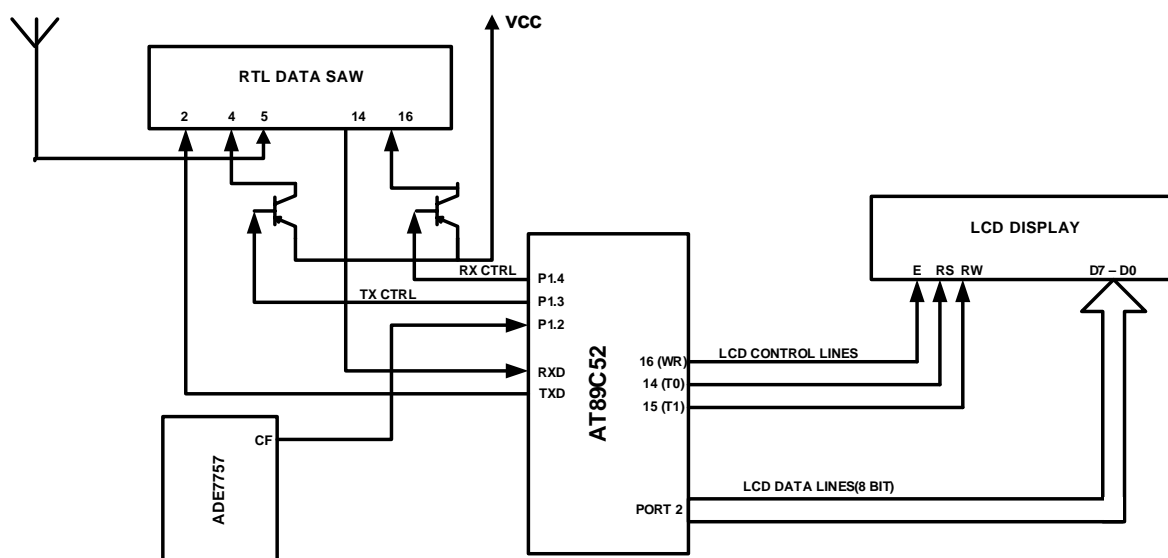 VCC
RTL DATA SAW
2 4 5 14 16
LCD DISPLAY
E RS RW D7 – D0
RX CTRL
TX CTRL
P1.4
P1.3
P1.2
RXD
TXD
AT89C52
16 (WR)
14 (T0)
15 (T1)
PORT 2
LCD CONTROL LINES
LCD DATA LINES(8 BIT)
CF
ADE7757